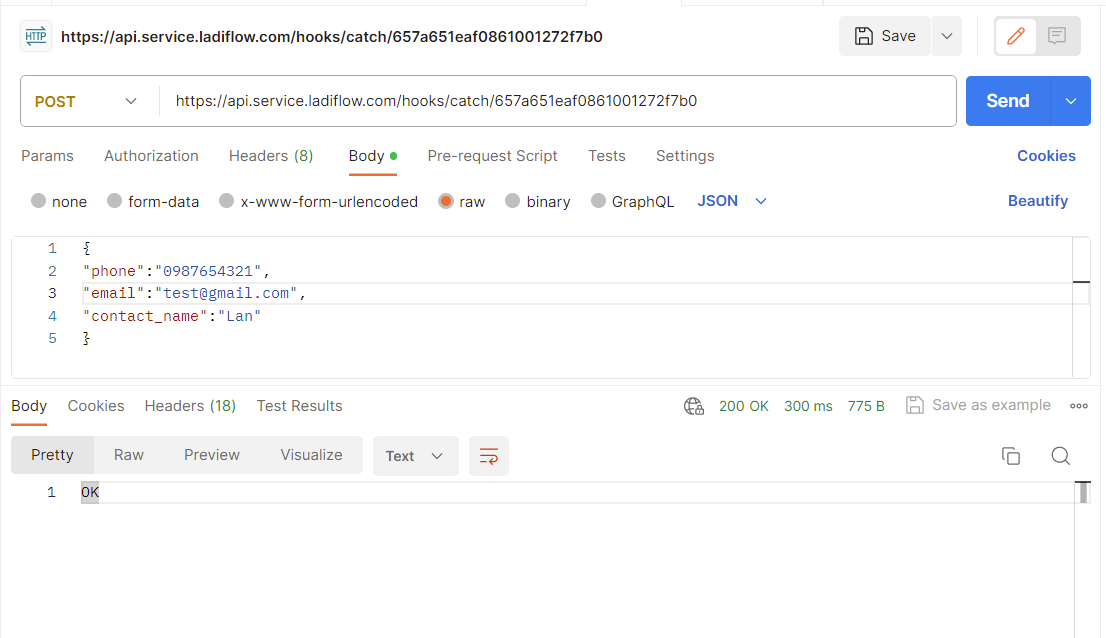 HTTP https://api.service.ladiflow.com/hooks/catch/657a651eaf0861001272f7b0 Save
POST https://api.service.ladiflow.com/hooks/catch/657a651eaf0861001272f7b0 Send
Params Authorization Headers (8) Body Pre-request Script Tests Settings Cookies
none form-data x-www-form-urlencoded raw binary GraphQL JSON Beautify
1 {
2 "phone":"0987654321",
3 "email":"test@gmail.com",
4 "contact_name":"Lan"
5 }
Body Cookies Headers (18) Test Results 200 OK 300 ms 775 B Save as example
Pretty Raw Preview Visualize Text
1 OK